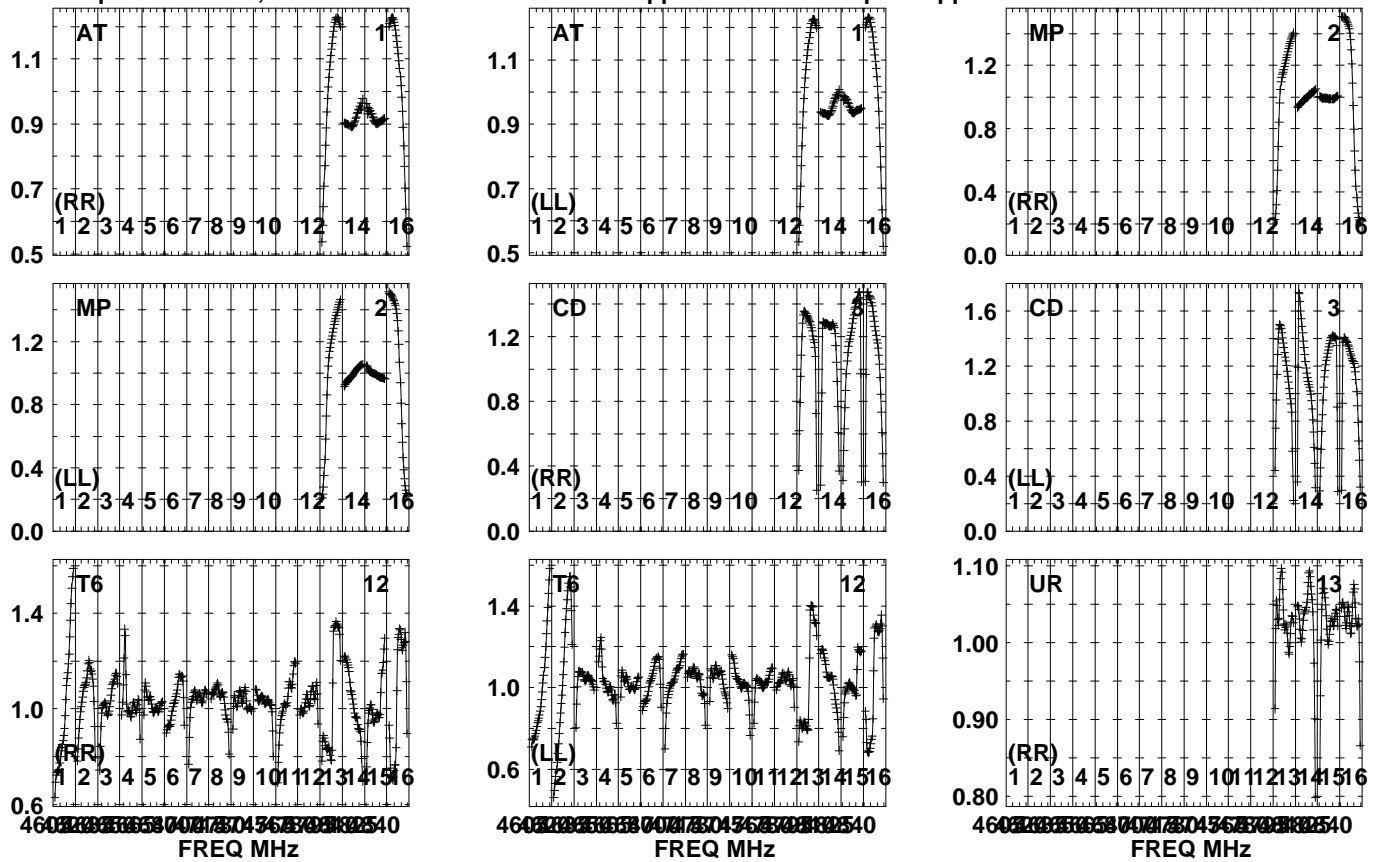 AT 1
1.1
0.9
0.7
0.5
(RR)
1 2 3 4 5 6 7 8 9 10 12 14 16
AT 1
1.1
0.9
0.7
0.5
(LL)
1 2 3 4 5 6 7 8 9 10 12 14 16
MP 2
1.2
0.8
0.4
0.0
(RR)
1 2 3 4 5 6 7 8 9 10 12 14 16
MP 2
1.2
0.8
0.4
0.0
(LL)
1 2 3 4 5 6 7 8 9 10 12 14 16
CD 3
1.2
0.8
0.4
0.0
(RR)
1 2 3 4 5 6 7 8 9 10 12 14 16
CD 3
1.6
1.2
0.8
0.4
0.0
(LL)
1 2 3 4 5 6 7 8 9 10 12 14 16
T6 12
1.4
1.0
0.6
(RR)
1 2 3 4 5 6 7 8 9 10 11 12 13 14 15 16
FREQ MHz
T6 12
1.4
1.0
0.6
(LL)
1 2 3 4 5 6 7 8 9 10 11 12 13 14 15 16
FREQ MHz
UR 13
1.10
1.00
0.90
0.80
(RR)
1 2 3 4 5 6 7 8 9 10 11 12 13 15 16
FREQ MHz